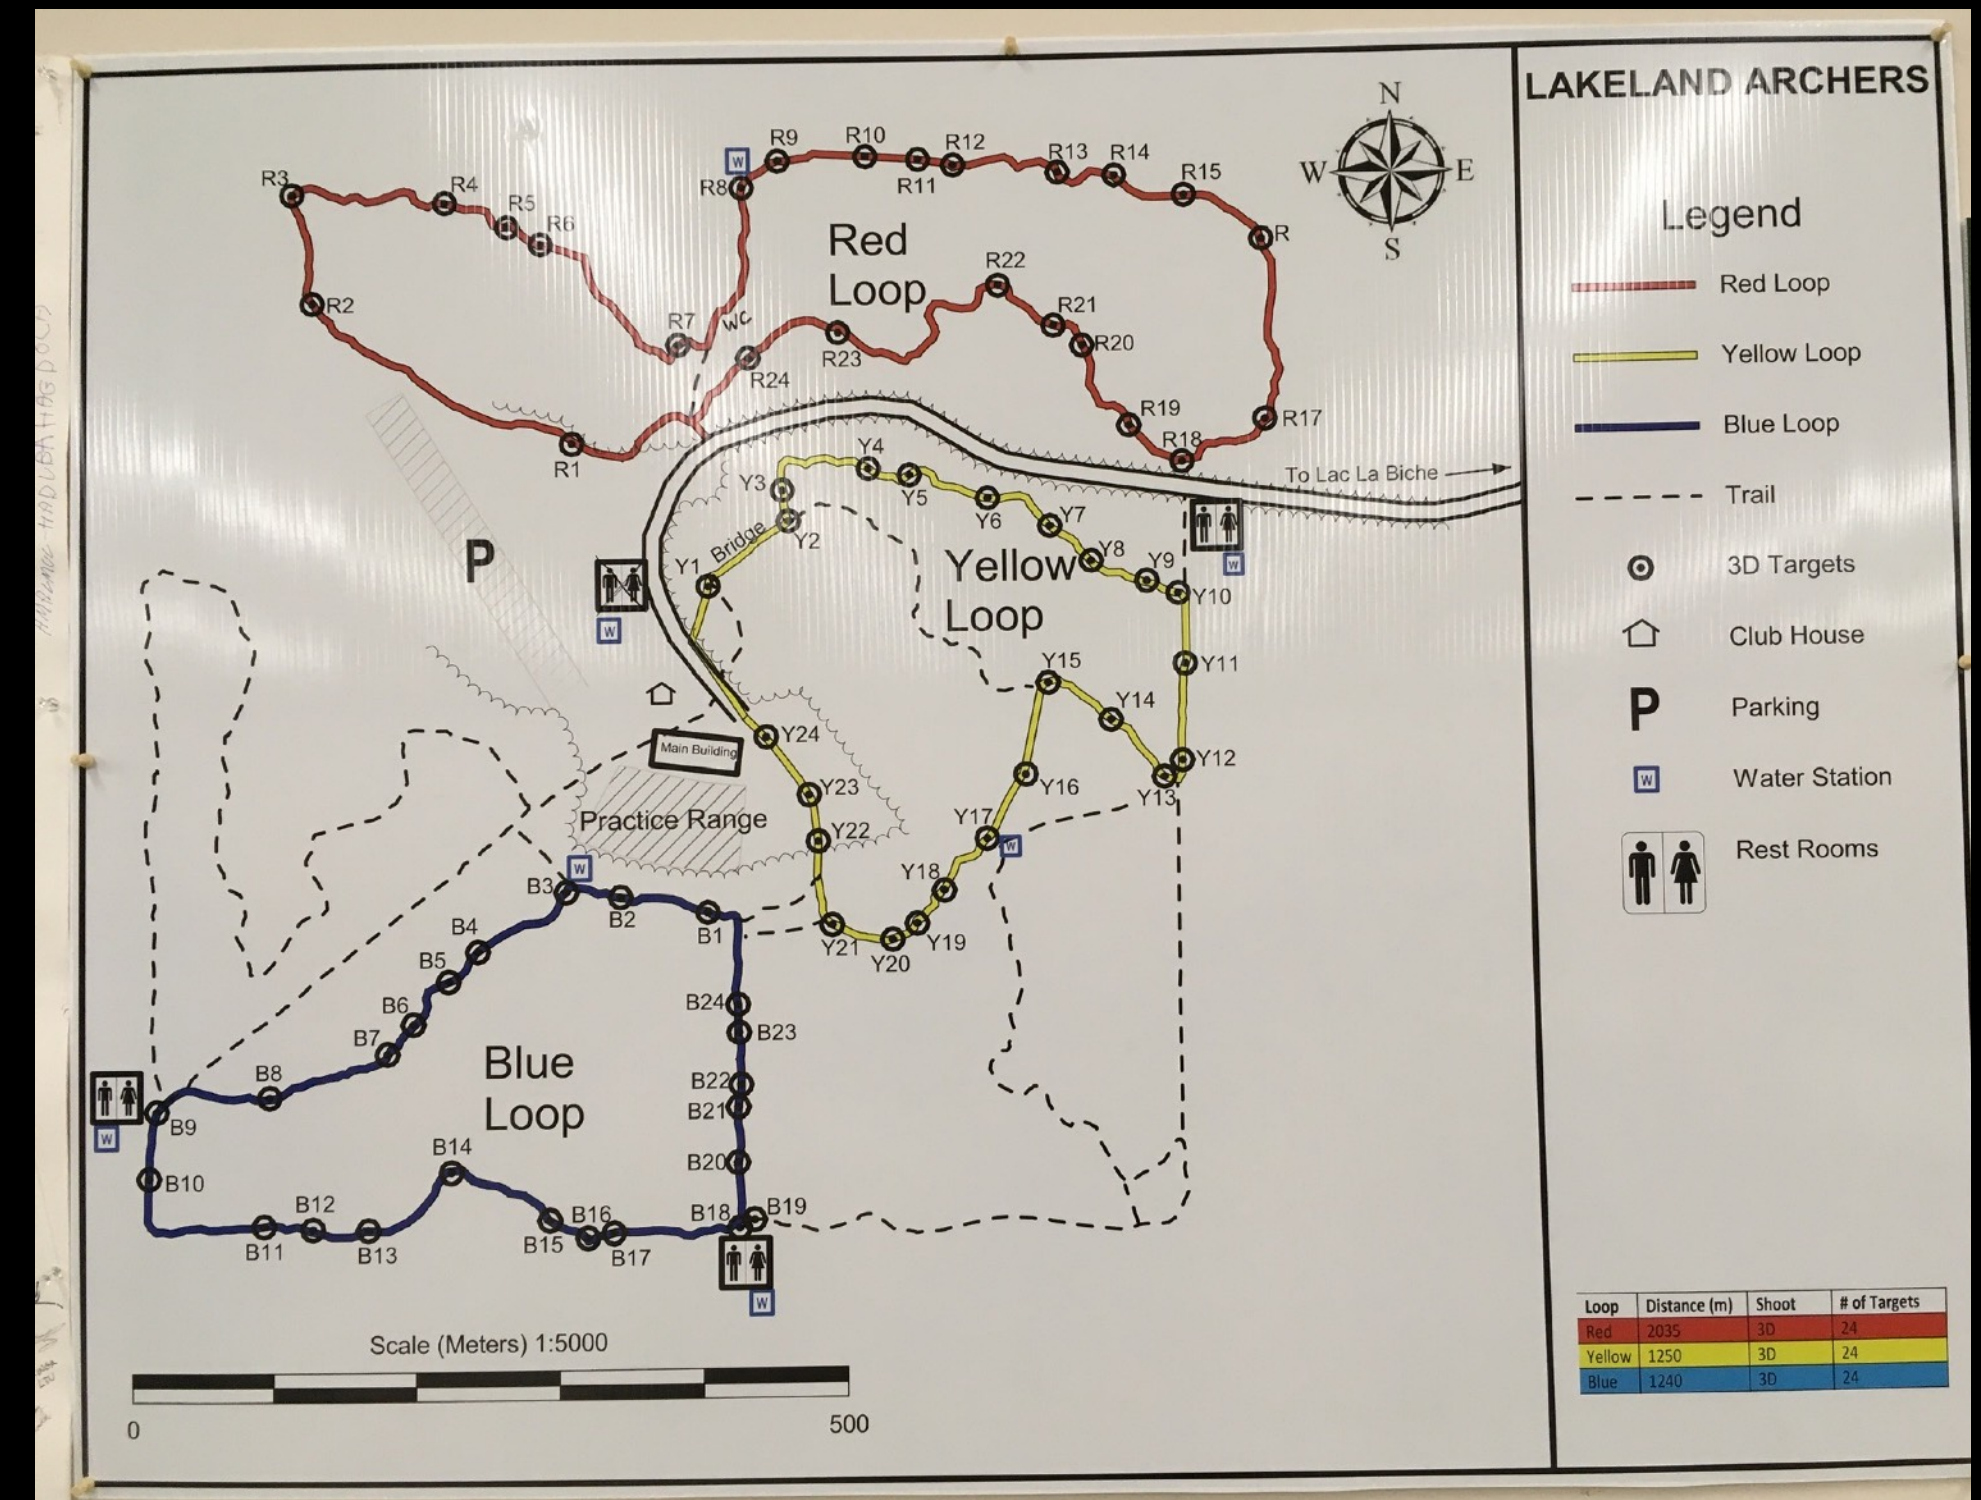 LAKELAND ARCHERS
N
W
E
S
Legend
Red Loop
Yellow Loop
Blue Loop
Trail
3D Targets
Club House
P
Parking
W
Water Station
Rest Rooms
R3
R4
R5
R6
R2
R1
R7
WC
R8
W
R9
R10
R11
R12
R13
R14
R15
R
R17
R18
R19
R20
R21
R22
R23
R24
Red
Loop
To Lac La Biche
P
W
W
Y1
Bridge
Y2
Y3
Y4
Y5
Y6
Y7
Y8
Y9
Y10
Y11
Y12
Y13
Y14
Y15
Y16
Y17
W
Y18
Y19
Y20
Y21
Y22
Y23
Y24
Yellow
Loop
Main Building
Practice Range
W
B3
B2
B1
B4
B5
B6
B7
B8
B9
W
B10
B11
B12
B13
B14
B15
B16
B17
B18
B19
B20
B21
B22
B23
B24
W
Blue
Loop
Scale (Meters) 1:5000
0
500
Loop Distance (m) Shoot # of Targets
Red 2035 3D 24
Yellow 1250 3D 24
Blue 1240 3D 24